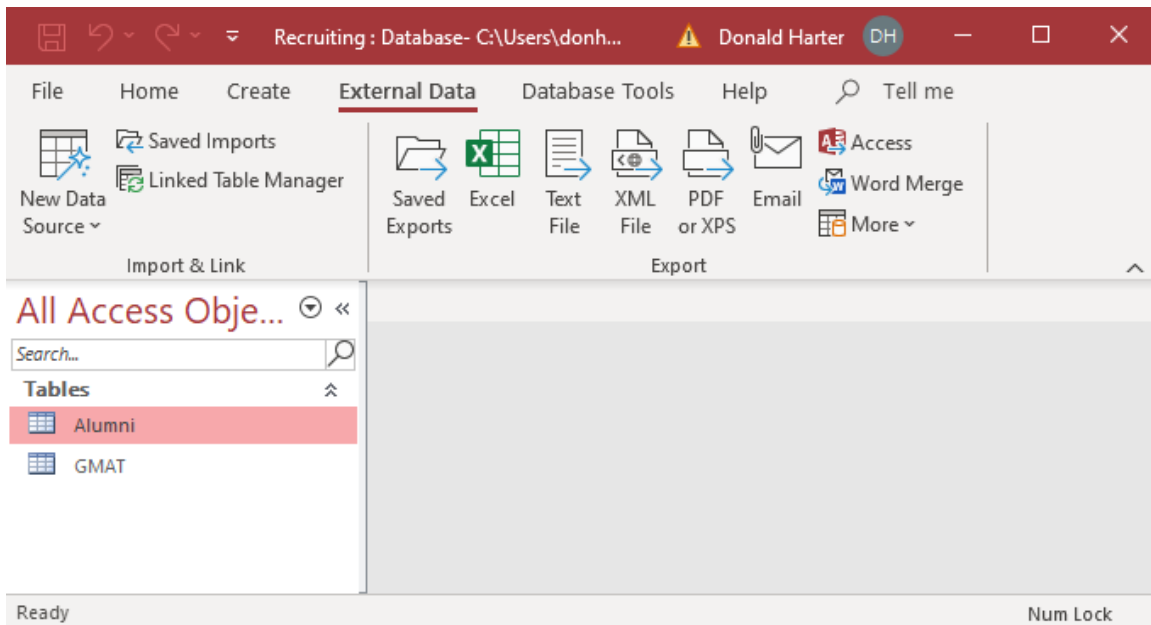 Recruiting : Database- C:\Users\donh... Donald Harter DH
File Home Create External Data Database Tools Help Tell me
New Data Source
Saved Imports
Linked Table Manager
Import & Link
Saved Exports
Excel
Text File
XML File
PDF or XPS
Email
Access
Word Merge
More
Export
All Access Obje...
Search...
Tables
Alumni
GMAT
Ready Num Lock